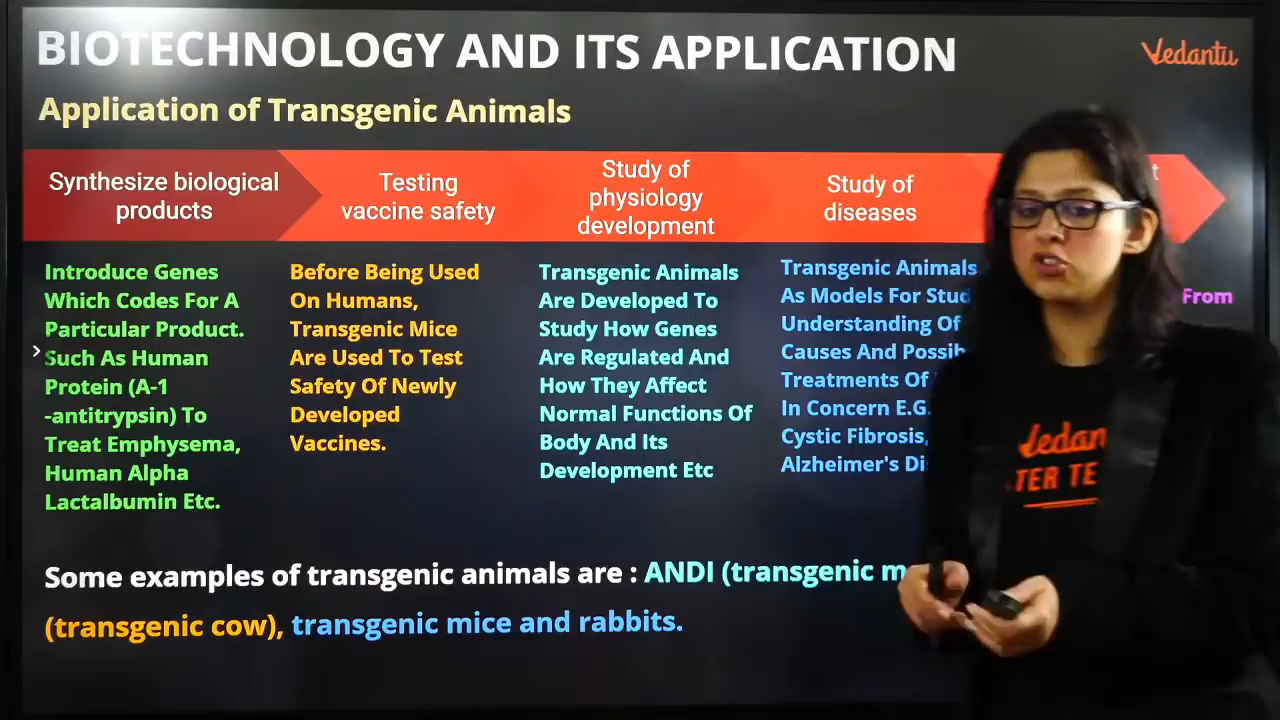 BIOTECHNOLOGY AND ITS APPLICATION
Vedantu
Application of Transgenic Animals
Synthesize biological
products
Testing
vaccine safety
Study of
physiology
development
Study of
diseases
Introduce Genes
Which Codes For A
Particular Product.
Such As Human
Protein (A-1
-antitrypsin) To
Treat Emphysema,
Human Alpha
Lactalbumin Etc.
Before Being Used
On Humans,
Transgenic Mice
Are Used To Test
Safety Of Newly
Developed
Vaccines.
Transgenic Animals
Are Developed To
Study How Genes
Are Regulated And
How They Affect
Normal Functions Of
Body And Its
Development Etc
Transgenic Animals
As Models For
Understanding Of
Causes And
Treatments Of
In Concern E.G.
Cystic Fibrosis,
Alzheimer's
From
Some examples of transgenic animals are : ANDI (transgenic
(transgenic cow), transgenic mice and rabbits.